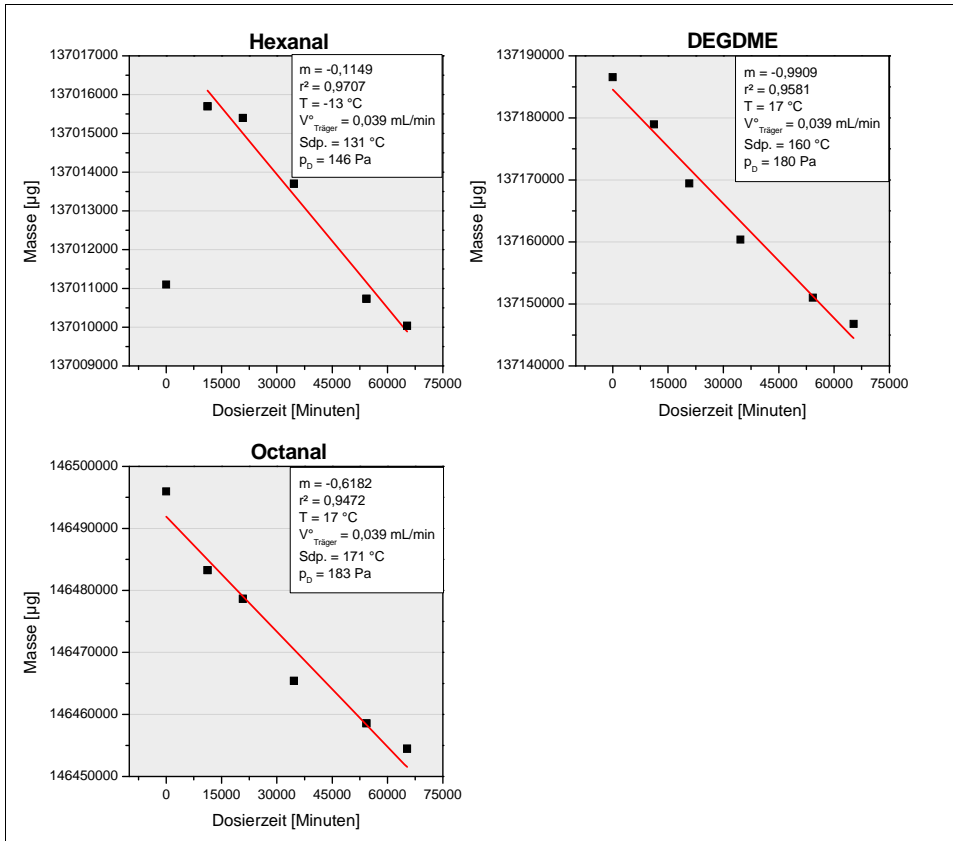 Hexanal
m = -0,1149
r² = 0,9707
T = -13 °C
V°Träger = 0,039 mL/min
Sdp. = 131 °C
pD = 146 Pa
137017000
137016000
137015000
137014000
137013000
137012000
137011000
137010000
137009000
Masse [µg]
0 15000 30000 45000 60000 75000
Dosierzeit [Minuten]
DEGDME
m = -0,9909
r² = 0,9581
T = 17 °C
V°Träger = 0,039 mL/min
Sdp. = 160 °C
pD = 180 Pa
137190000
137180000
137170000
137160000
137150000
137140000
Masse [µg]
0 15000 30000 45000 60000 75000
Dosierzeit [Minuten]
Octanal
m = -0,6182
r² = 0,9472
T = 17 °C
V°Träger = 0,039 mL/min
Sdp. = 171 °C
pD = 183 Pa
146500000
146490000
146480000
146470000
146460000
146450000
Masse [µg]
0 15000 30000 45000 60000 75000
Dosierzeit [Minuten]